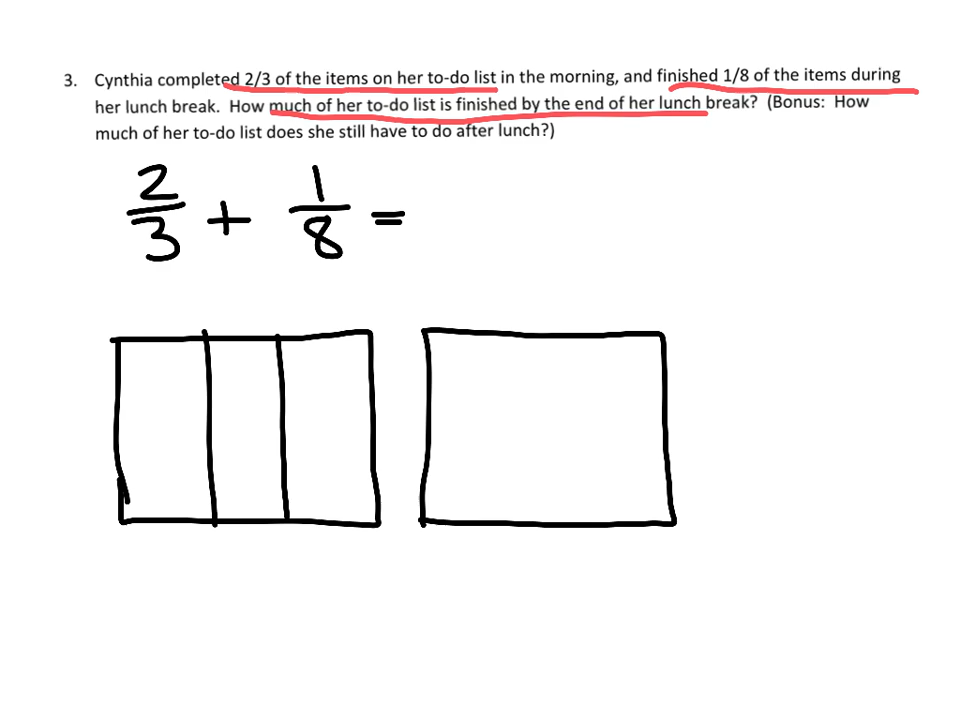 3. Cynthia completed 2/3 of the items on her to-do list in the morning, and finished 1/8 of the items during
her lunch break. How much of her to-do list is finished by the end of her lunch break? (Bonus: How
much of her to-do list does she still have to do after lunch?)
2/3 + 1/8 =